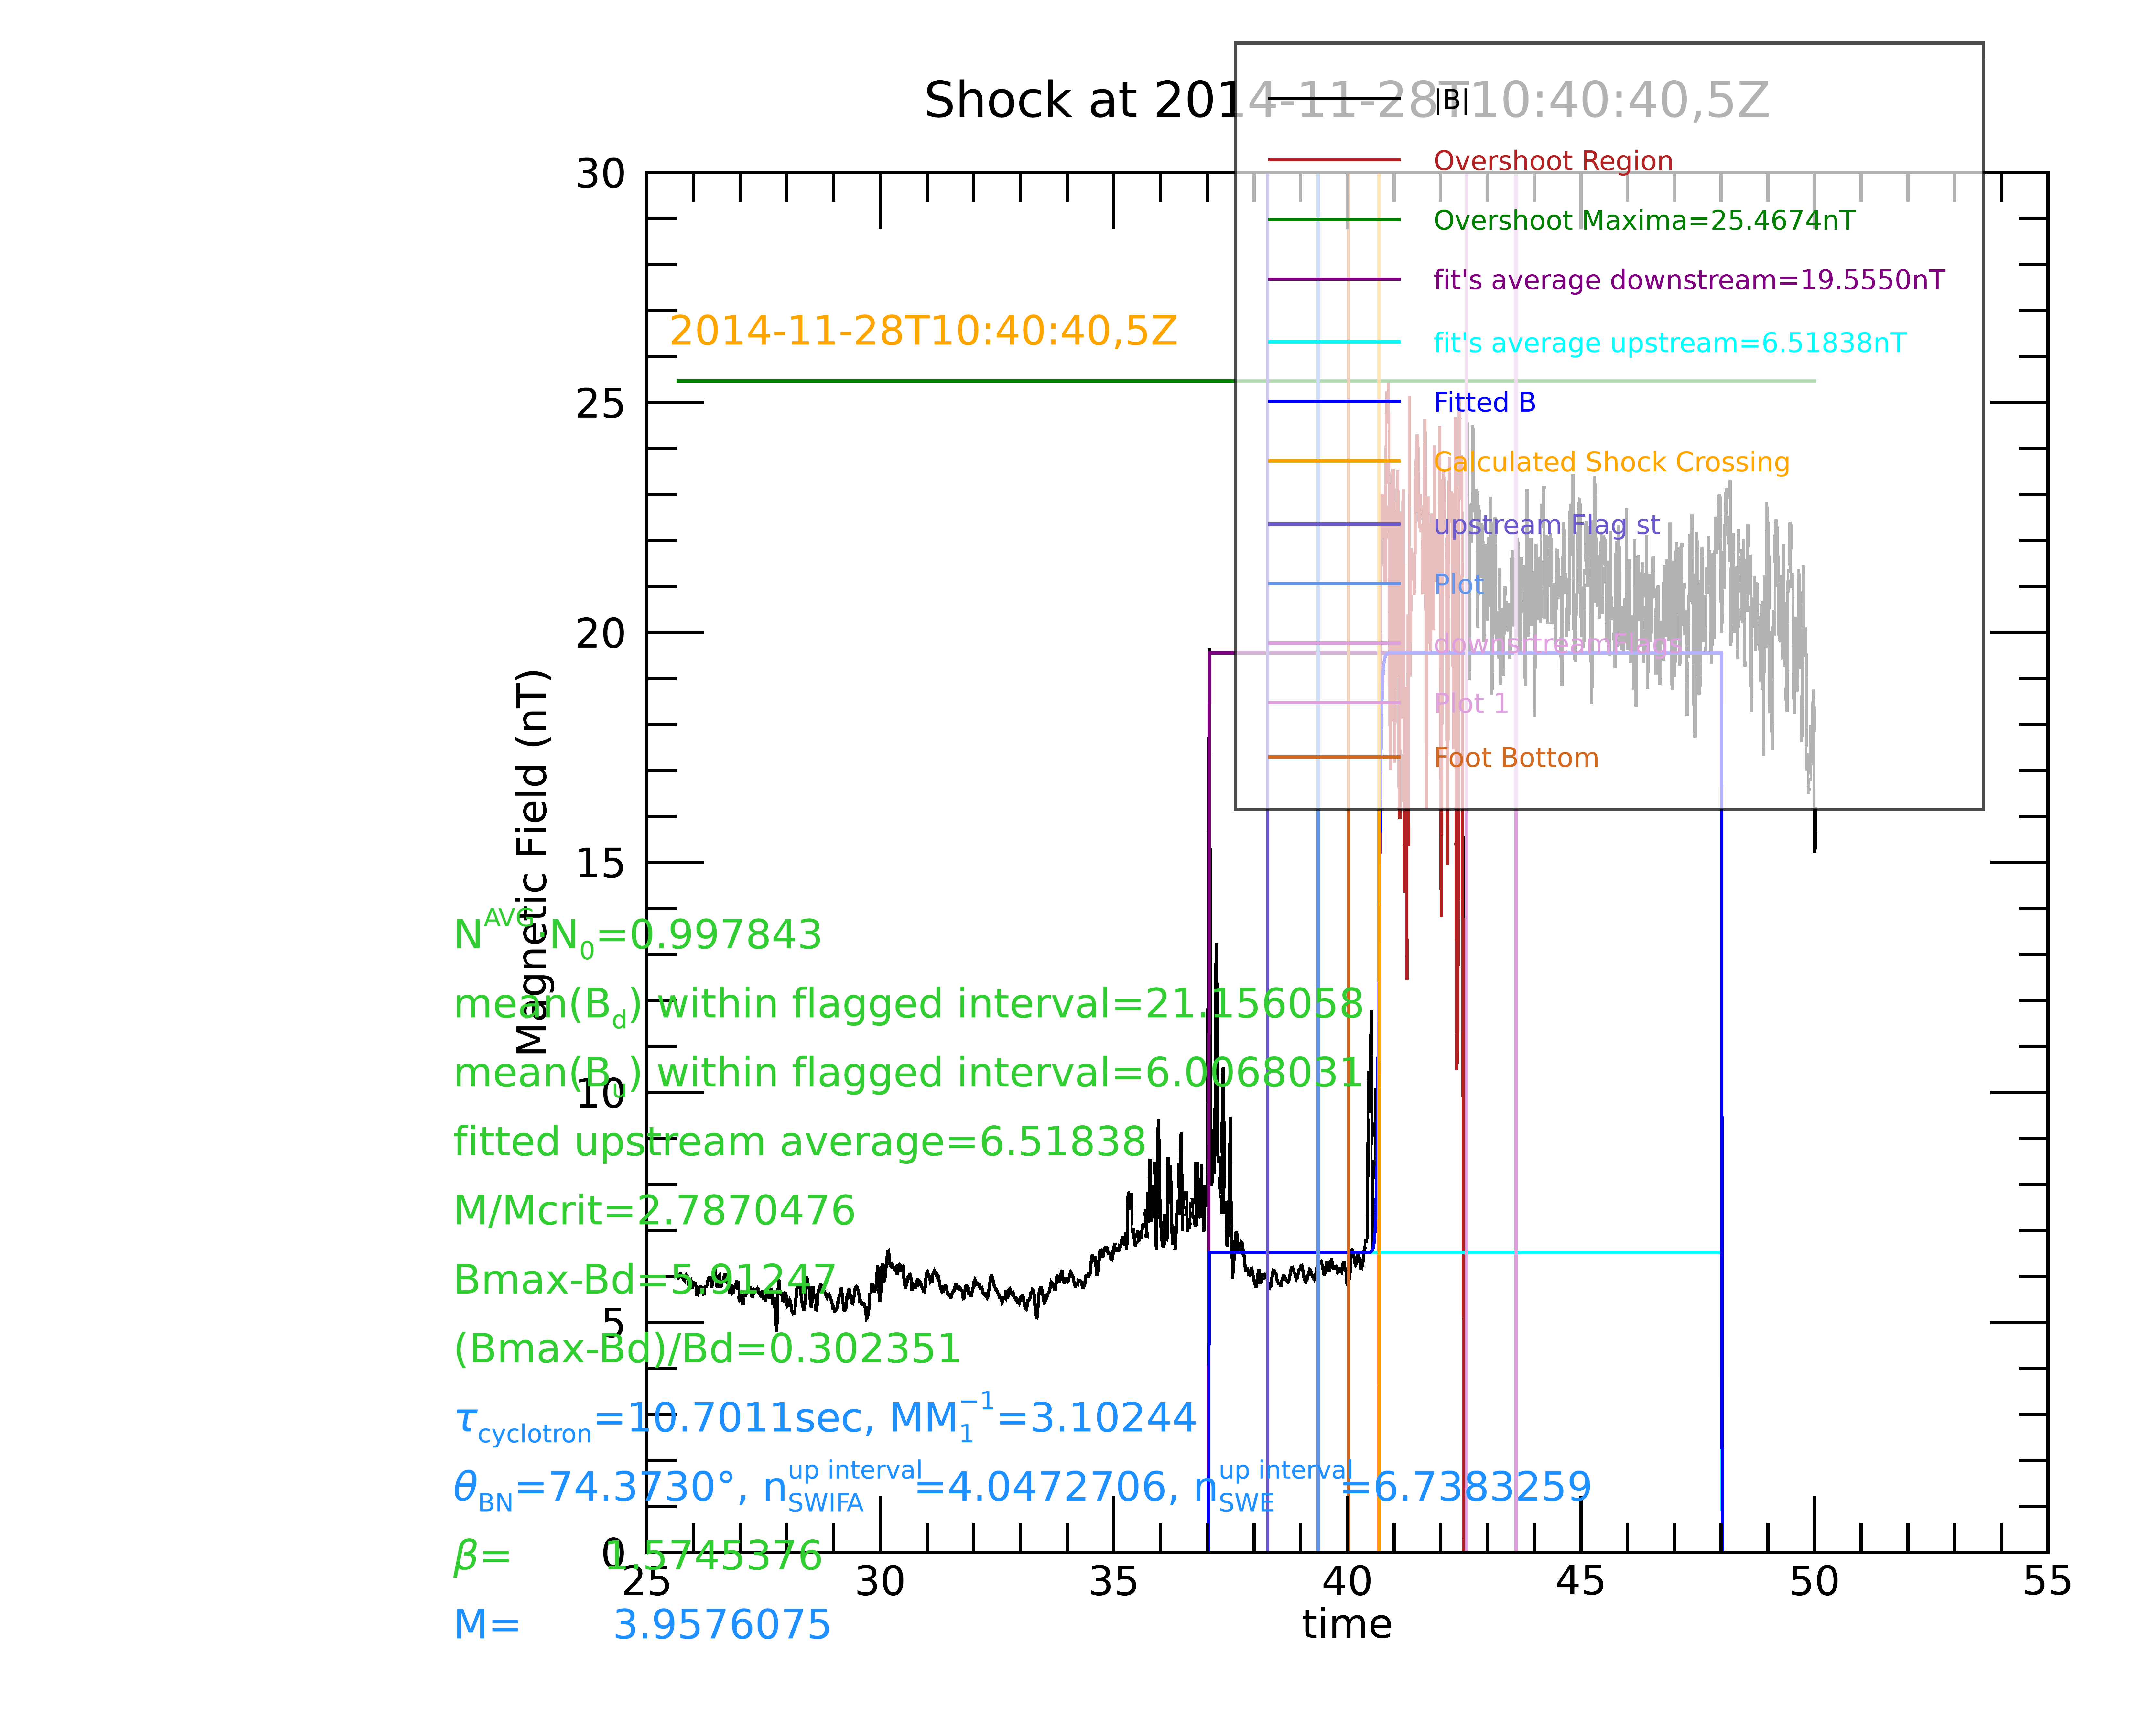 Shock at 2014-11-28T10:40:40,5Z
|B|
Overshoot Region
Overshoot Maxima=25.4674nT
fit's average downstream=19.5550nT
fit's average upstream=6.51838nT
Fitted B
Calculated Shock Crossing
upstream Flag st
Plot
downsrtreamFlags
Plot 1
Foot Bottom
2014-11-28T10:40:40,5Z
Magnetic Field (nT)
30
25
20
15
10
5
0
N^AVG·N_0=0.997843
mean(B_d) within flagged interval=21.156058
mean(B_u) within flagged interval=6.0068031
fitted upstream average=6.51838
M/Mcrit=2.7870476
Bmax-Bd=5.91247
(Bmax-Bd)/Bd=0.302351
τ_cyclotron=10.7011sec, MM_1^−1=3.10244
θ_BN=74.3730°, n_SWIFA^up interval=4.0472706, n_SWE^up interval=6.7383259
β= 1.5745376
M= 3.9576075
25 30 35 40 45 50 55
time